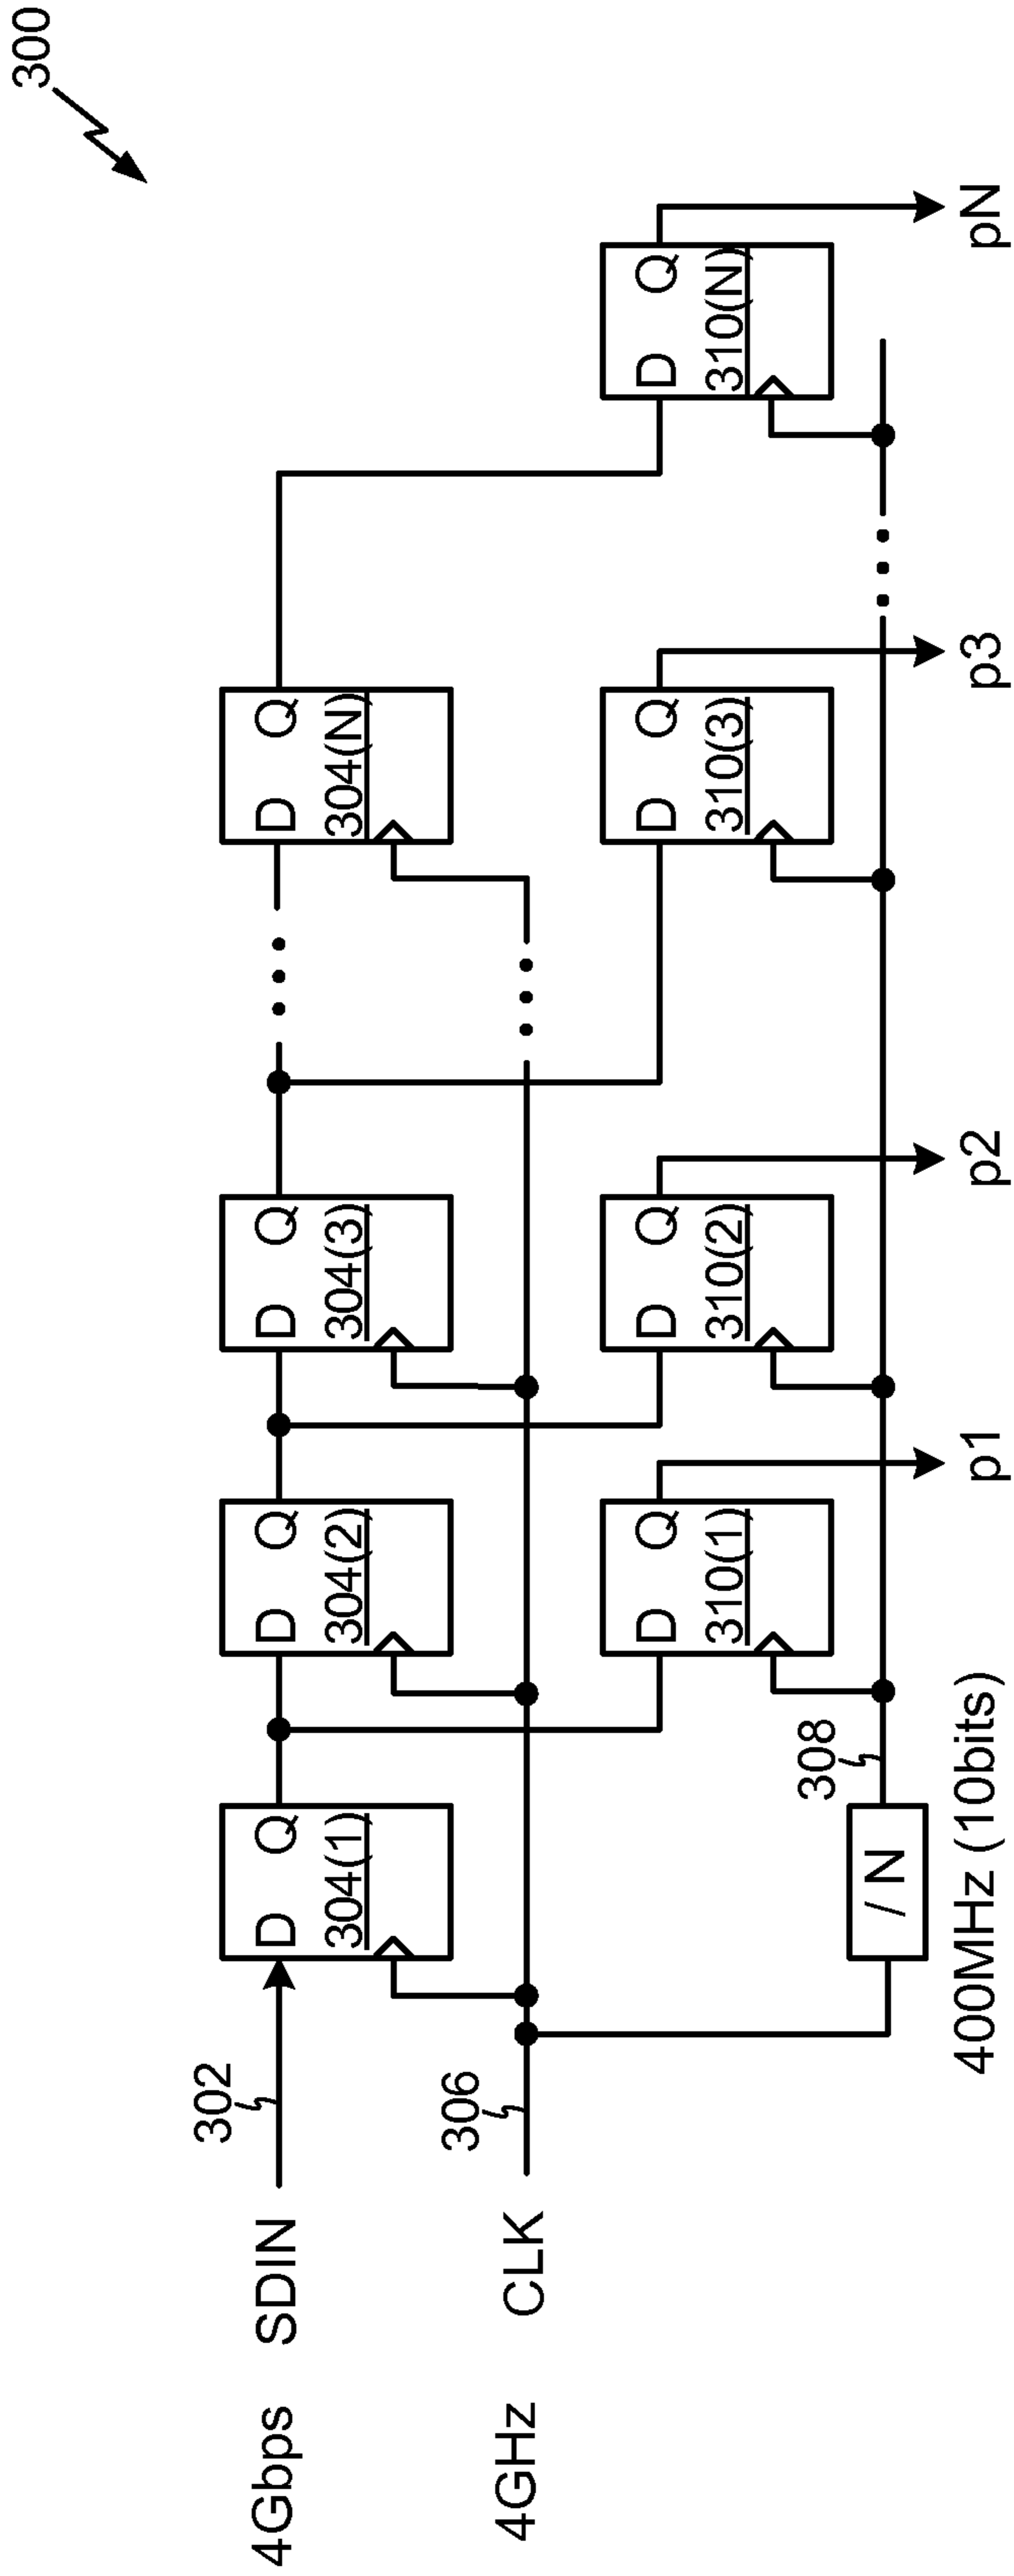 300
4Gbps SDIN
302
D Q
304(1)
D Q
304(2)
D Q
304(3)
D Q
304(N)
4GHz CLK
306
/ N
308
400MHz (10bits)
D Q
310(1)
D Q
310(2)
D Q
310(3)
D Q
310(N)
p1
p2
p3
pN